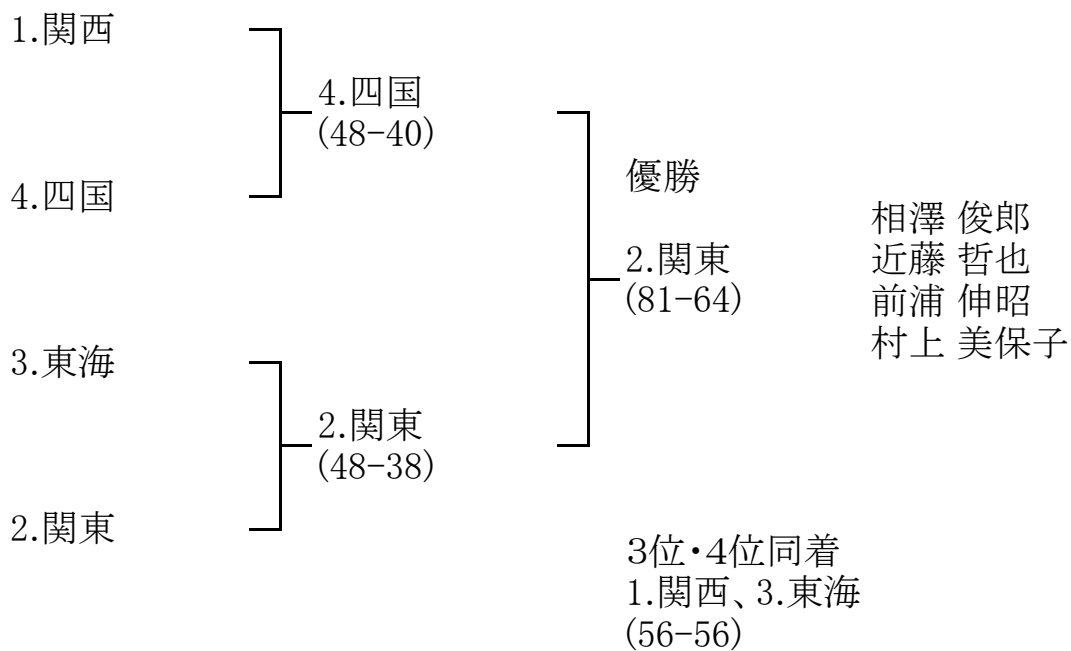 1.関西
4.四国
(48-40)
4.四国
3.東海
2.関東
(48-38)
2.関東
優勝
2.関東
(81-64)
相澤 俊郎
近藤 哲也
前浦 伸昭
村上 美保子
３位・４位同着
1.関西、3.東海
(56-56)